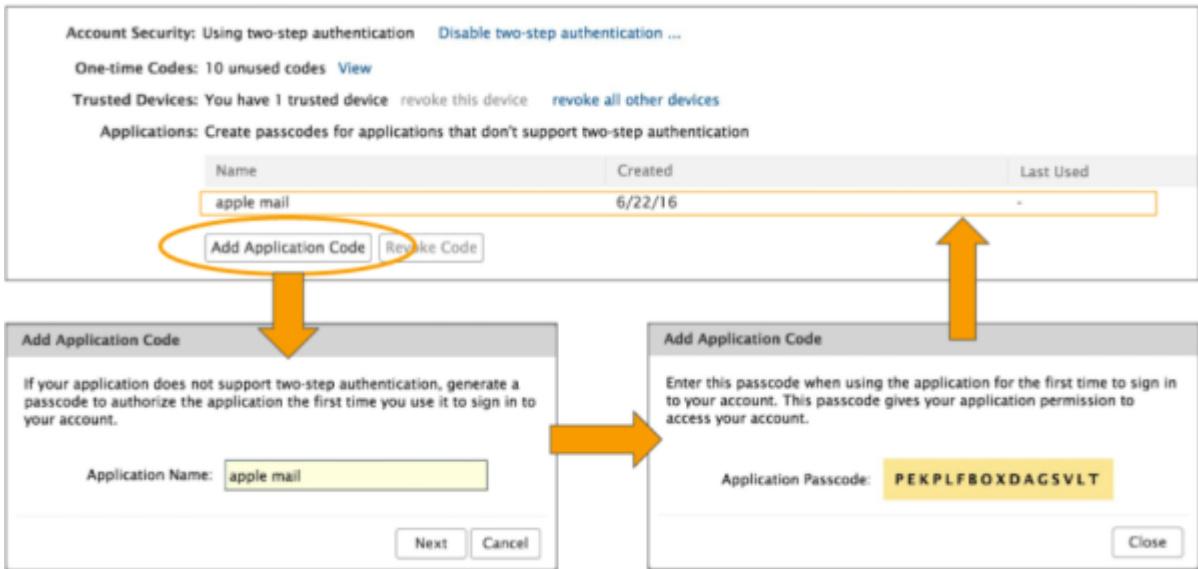 Account Security: Using two-step authentication Disable two-step authentication ...
One-time Codes: 10 unused codes View
Trusted Devices: You have 1 trusted device revoke this device revoke all other devices
Applications: Create passcodes for applications that don't support two-step authentication
Name Created Last Used
apple mail 6/22/16 -
Add Application Code Revoke Code
Add Application Code
If your application does not support two-step authentication, generate a
passcode to authorize the application the first time you use it to sign in to
your account.
Application Name: apple mail
Next Cancel
Add Application Code
Enter this passcode when using the application for the first time to sign in
to your account. This passcode gives your application permission to
access your account.
Application Passcode: PEKPLFBOXDAGSVLT
Close